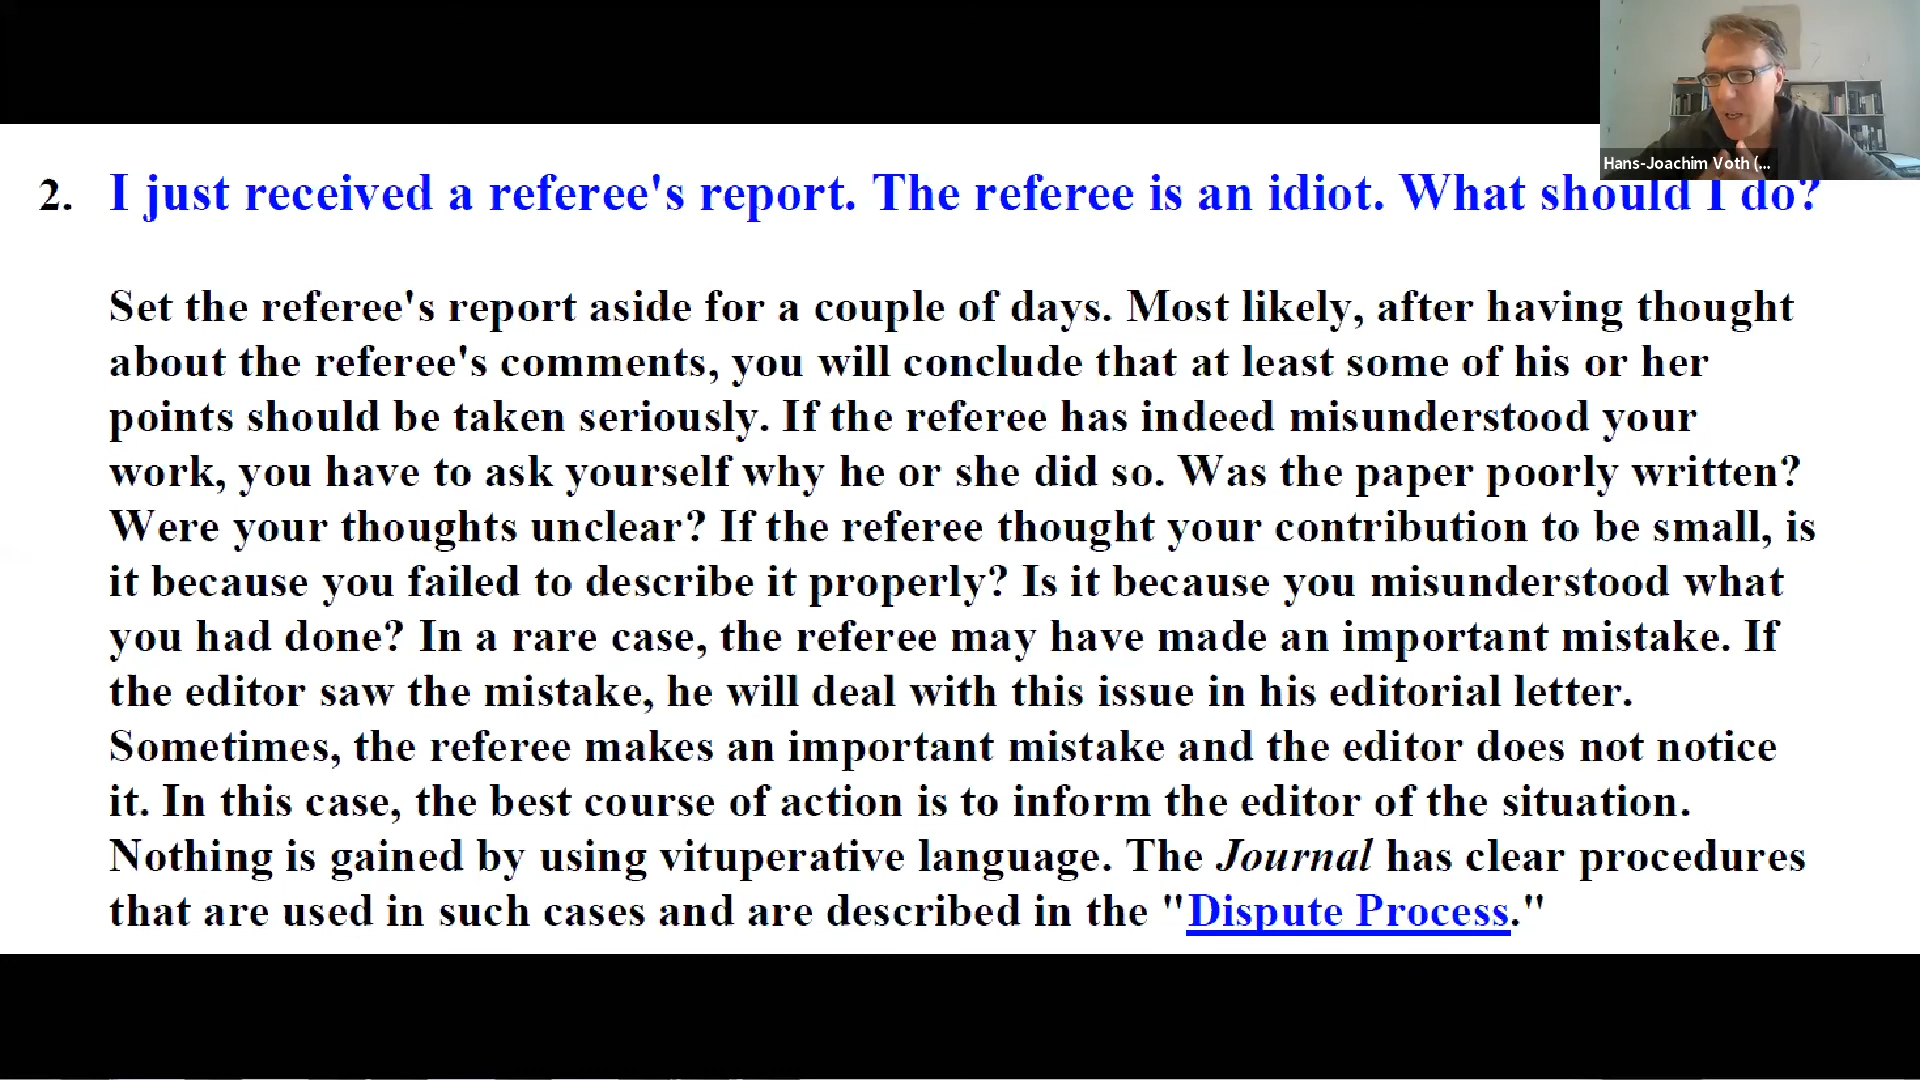 Hans-Joachim Voth (...
2. I just received a referee's report. The referee is an idiot. What should I do?
Set the referee's report aside for a couple of days. Most likely, after having thought
about the referee's comments, you will conclude that at least some of his or her
points should be taken seriously. If the referee has indeed misunderstood your
work, you have to ask yourself why he or she did so. Was the paper poorly written?
Were your thoughts unclear? If the referee thought your contribution to be small, is
it because you failed to describe it properly? Is it because you misunderstood what
you had done? In a rare case, the referee may have made an important mistake. If
the editor saw the mistake, he will deal with this issue in his editorial letter.
Sometimes, the referee makes an important mistake and the editor does not notice
it. In this case, the best course of action is to inform the editor of the situation.
Nothing is gained by using vituperative language. The Journal has clear procedures
that are used in such cases and are described in the "Dispute Process."